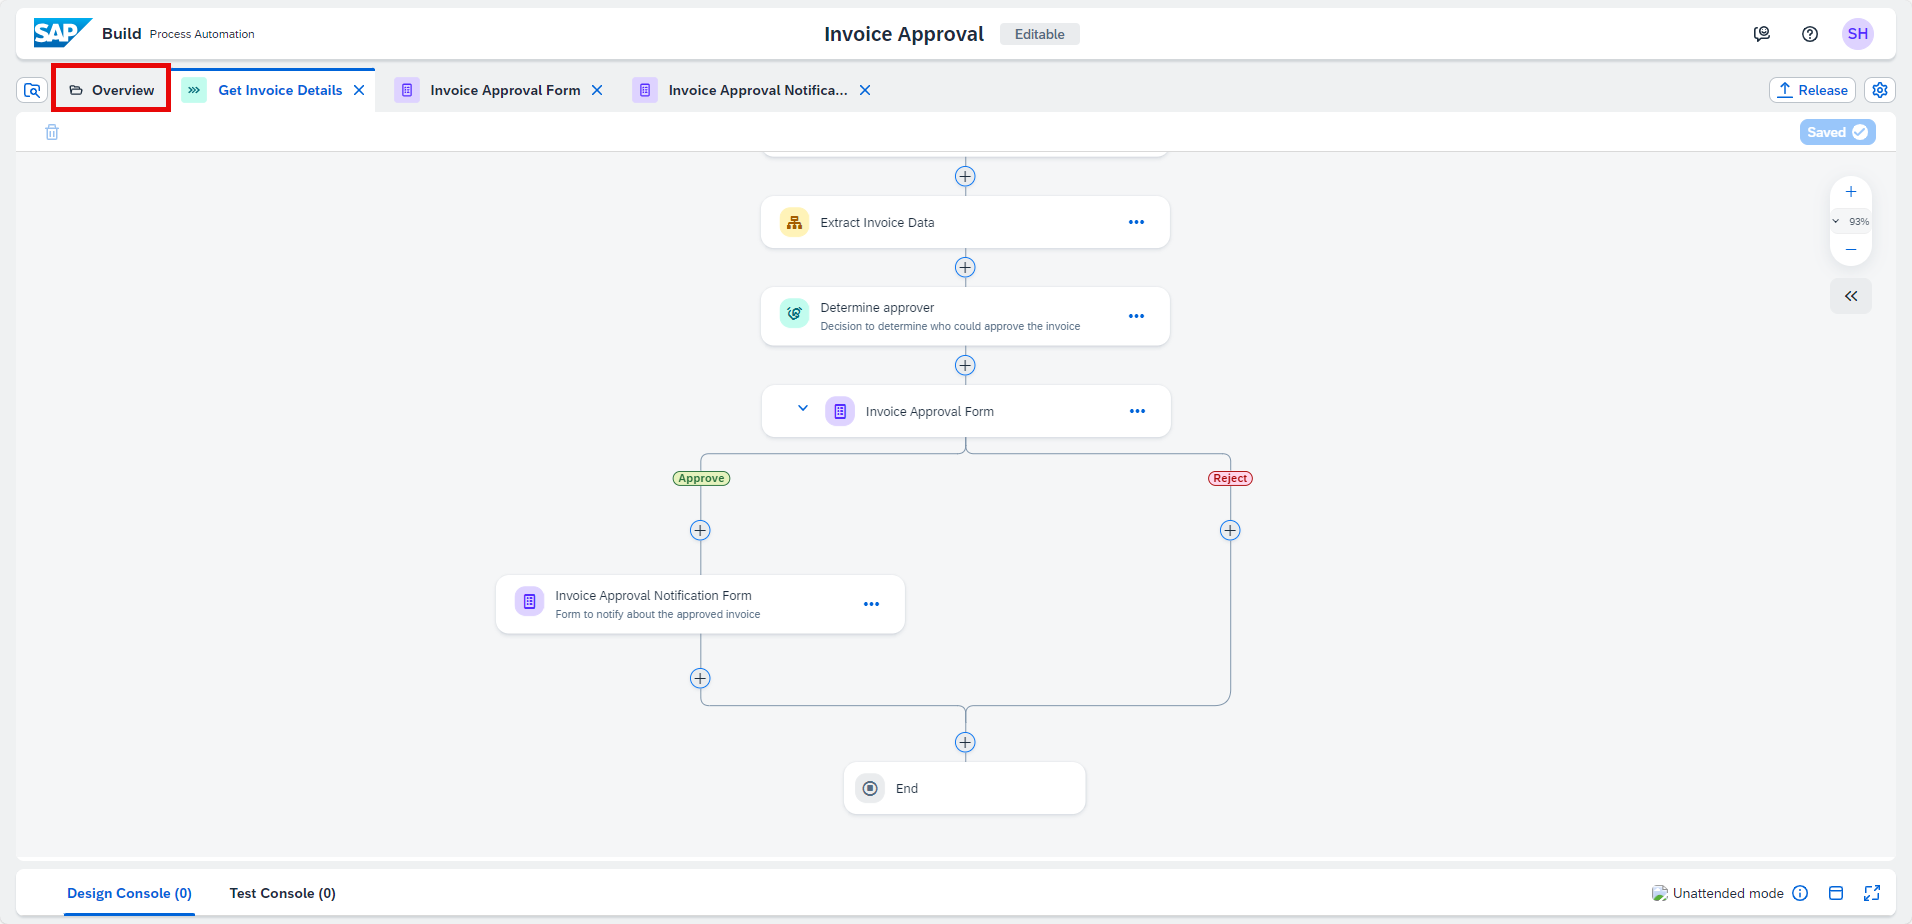 SAP Build Process Automation
Invoice Approval Editable
SH
Overview
Get Invoice Details
Invoice Approval Form
Invoice Approval Notifica...
Release
Saved
93%
Extract Invoice Data
Determine approver
Decision to determine who could approve the invoice
Invoice Approval Form
Approve
Reject
Invoice Approval Notification Form
Form to notify about the approved invoice
End
Design Console (0)
Test Console (0)
Unattended mode